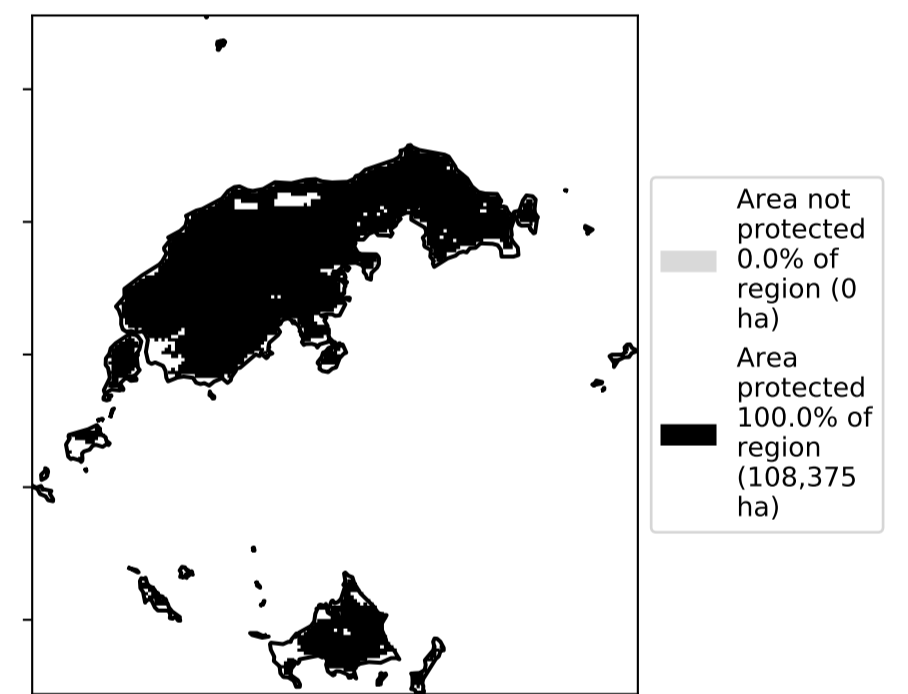 Area not
protected
0.0% of
region (0
ha)
Area
protected
100.0% of
region
(108,375
ha)